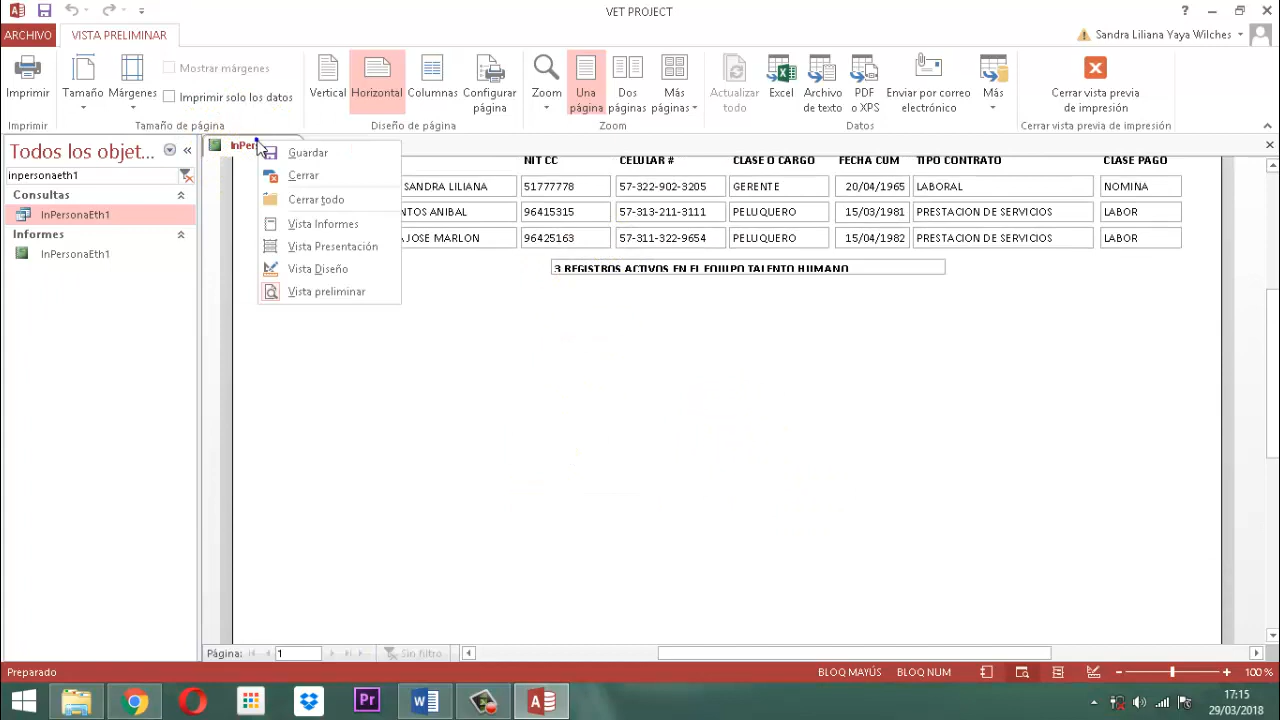 VET PROJECT
ARCHIVO VISTA PRELIMINAR
Sandra Liliana Yaya Wilches
Imprimir Tamaño Márgenes Mostrar márgenes Imprimir solo los datos Vertical Horizontal Columnas Configurar página Zoom Una página Dos páginas Más páginas Actualizar todo Excel Archivo de texto PDF o XPS Enviar por correo electrónico Más Cerrar vista previa de impresión
Imprimir Tamaño de página Diseño de página Zoom Datos Cerrar vista previa de impresión
Todos los objet... «
inpersonaeth1
Consultas
InPersonaEth1
Informes
InPersonaEth1
InPer
Guardar
Cerrar
Cerrar todo
Vista Informes
Vista Presentación
Vista Diseño
Vista preliminar
NIT CC CELULAR # CLASE O CARGO FECHA CUM TIPO CONTRATO CLASE PAGO
SANDRA LILIANA 51777778 57-322-902-3205 GERENTE 20/04/1965 LABORAL NOMINA
NTOS ANIBAL 96415315 57-313-211-3111 PELUQUERO 15/03/1981 PRESTACION DE SERVICIOS LABOR
A JOSE MARLON 96425163 57-311-322-9654 PELUQUERO 15/04/1982 PRESTACION DE SERVICIOS LABOR
3 REGISTROS ACTIVOS EN EL EQUIPO TALENTO HUMANO
Página: 1 Sin filtro
Preparado BLOQ MAYÚS BLOQ NUM 100 %
17:15
29/03/2018